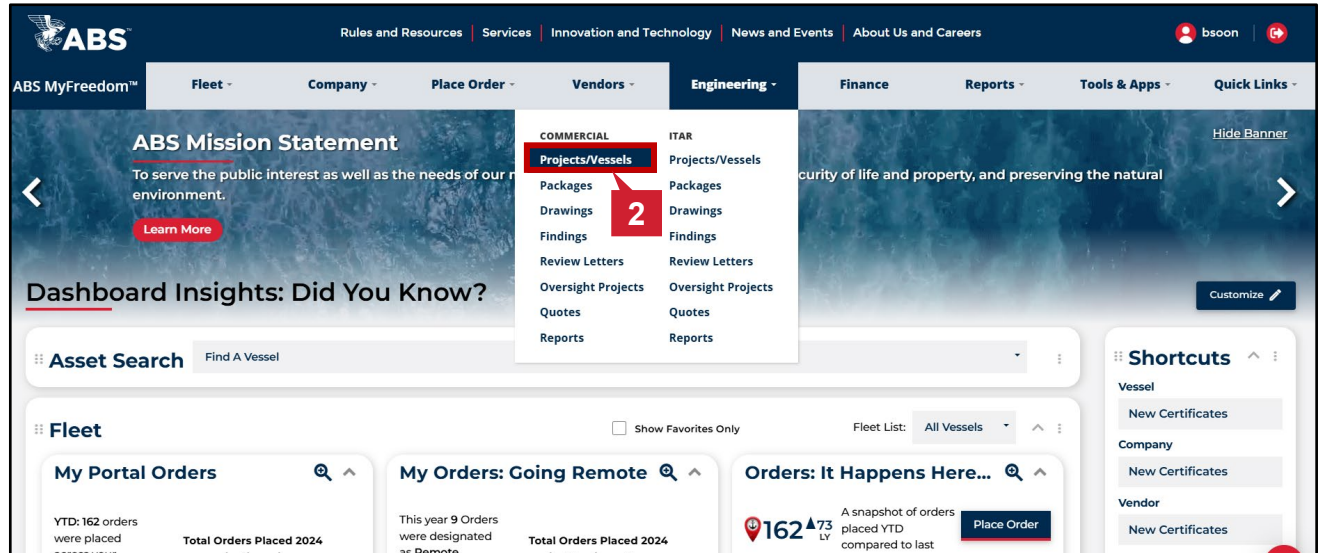 ABS
Rules and Resources | Services | Innovation and Technology | News and Events | About Us and Careers
bsoon
ABS MyFreedom™
Fleet
Company
Place Order
Vendors
Engineering
Finance
Reports
Tools & Apps
Quick Links
COMMERCIAL
Projects/Vessels
Packages
Drawings
Findings
Review Letters
Oversight Projects
Quotes
Reports
ITAR
Projects/Vessels
Packages
Drawings
Findings
Review Letters
Oversight Projects
Quotes
Reports
2
ABS Mission Statement
Hide Banner
To serve the public interest as well as the needs of our curity of life and property, and preserving the natural
environment.
Learn More
Dashboard Insights: Did You Know?
Customize
Asset Search
Find A Vessel
Shortcuts
Vessel
New Certificates
Company
New Certificates
Vendor
New Certificates
Fleet
Show Favorites Only
Fleet List:
All Vessels
My Portal Orders
YTD: 162 orders
were placed
Total Orders Placed 2024
My Orders: Going Remote
This year 9 Orders
were designated
as Remote
Total Orders Placed 2024
Orders: It Happens Here...
162
73
LY
A snapshot of orders
placed YTD
compared to last
Place Order